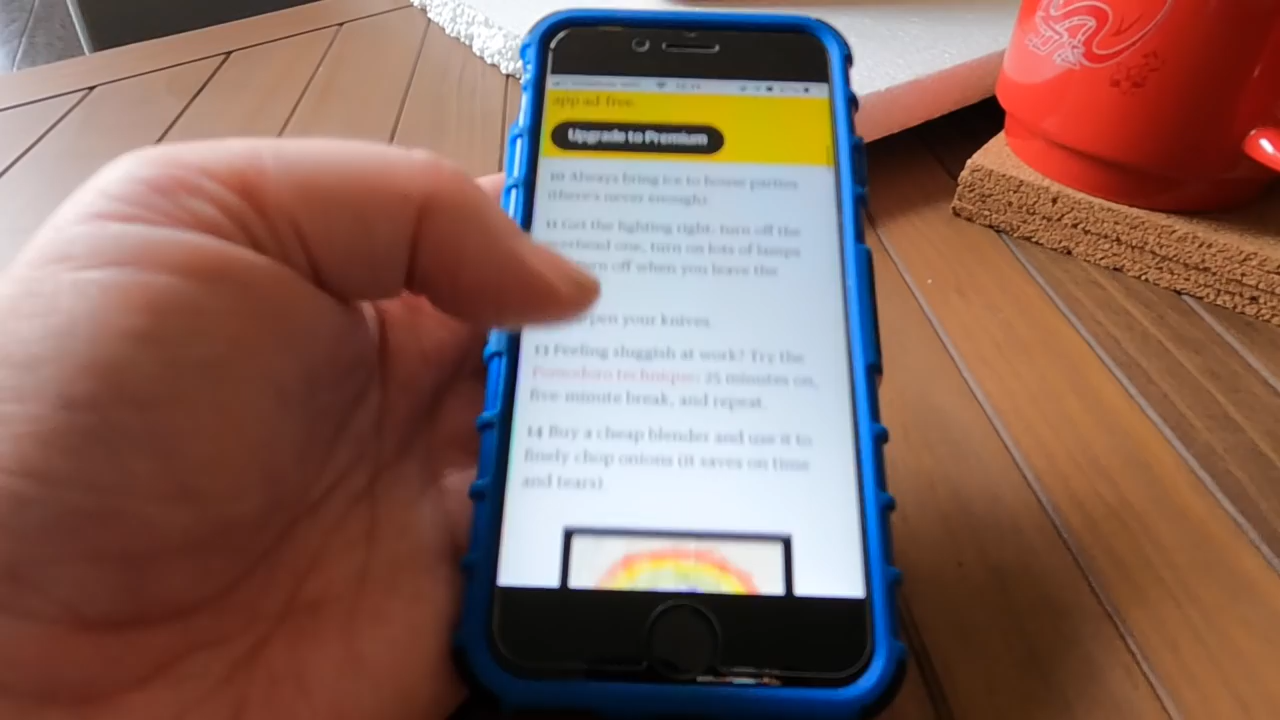 app ad free.
Upgrade to Premium
10 Always bring ice to house parties
(there's never enough).
11 Get the lighting right: turn off the
overhead one, turn on lots of lamps
turn off when you leave the
pen your knives.
13 Feeling sluggish at work? Try the
Pomodoro technique: 25 minutes on,
five-minute break, and repeat.
14 Buy a cheap blender and use it to
finely chop onions (it saves on time
and tears)